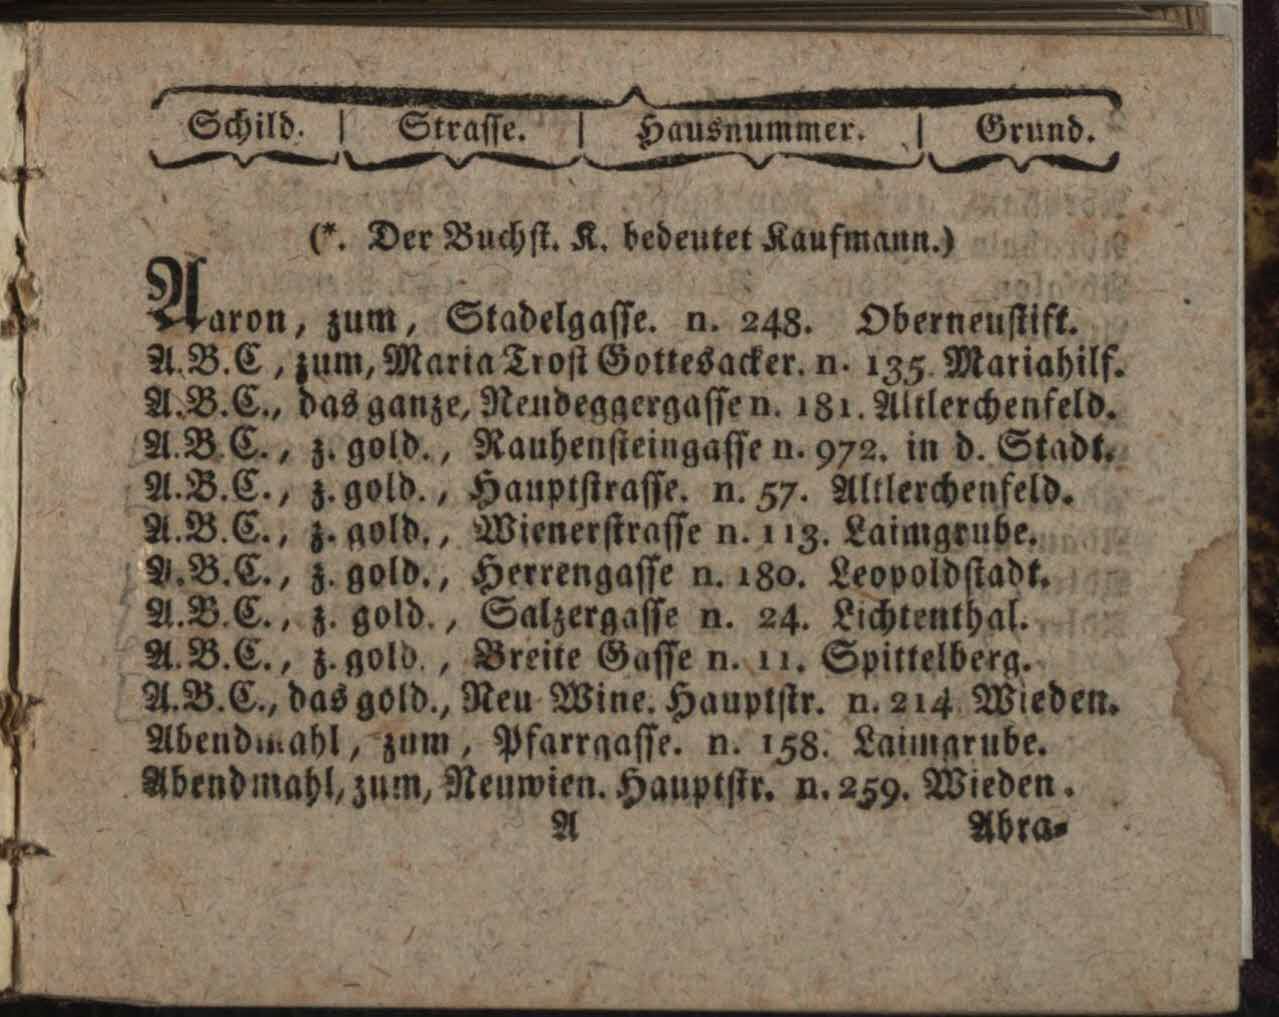 Schild. | Strasse. | Hausnummer. | Grund.
(*. Der Buchst. K. bedeutet Kaufmann.)
Aaron, zum, Stadelgasse. n. 248. Oberneustift.
A.B.C, zum, Maria Trost Gottesacker. n. 135. Mariahilf.
A.B.C., das ganze, Neudeggergasse n. 181. Altlerchenfeld.
A.B.C., z. gold., Rauhensteingasse n. 972. in d. Stadt.
A.B.C., z. gold., Hauptstrasse. n. 57. Altlerchenfeld.
A.B.C., z. gold., Wienerstrasse n. 113. Laimgrube.
A.B.C., z. gold., Herrengasse n. 180. Leopoldstadt.
A.B.C., z. gold., Salzergasse n. 24. Lichtenthal.
A.B.C., z. gold., Breite Gasse n. 11. Spittelberg.
A.B.C., das gold., Neu Wine. Hauptstr. n. 214 Wieden.
Abendmahl, zum, Pfarrgasse. n. 158. Laimgrube.
Abendmahl, zum, Neuwien. Hauptstr. n. 259. Wieden.
A Abra-